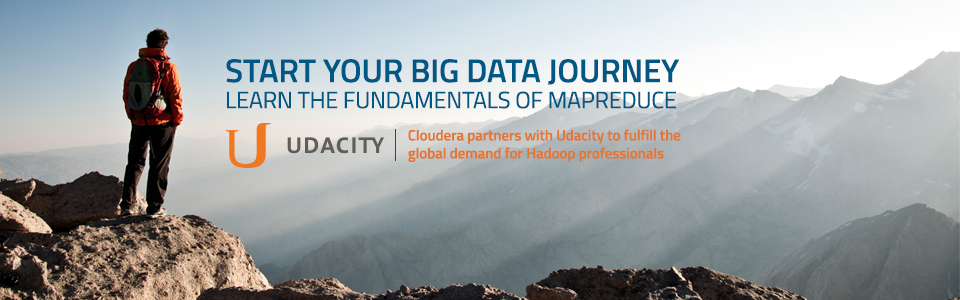 START YOUR BIG DATA JOURNEY
LEARN THE FUNDAMENTALS OF MAPREDUCE
U UDACITY
Cloudera partners with Udacity to fulfill the
global demand for Hadoop professionals